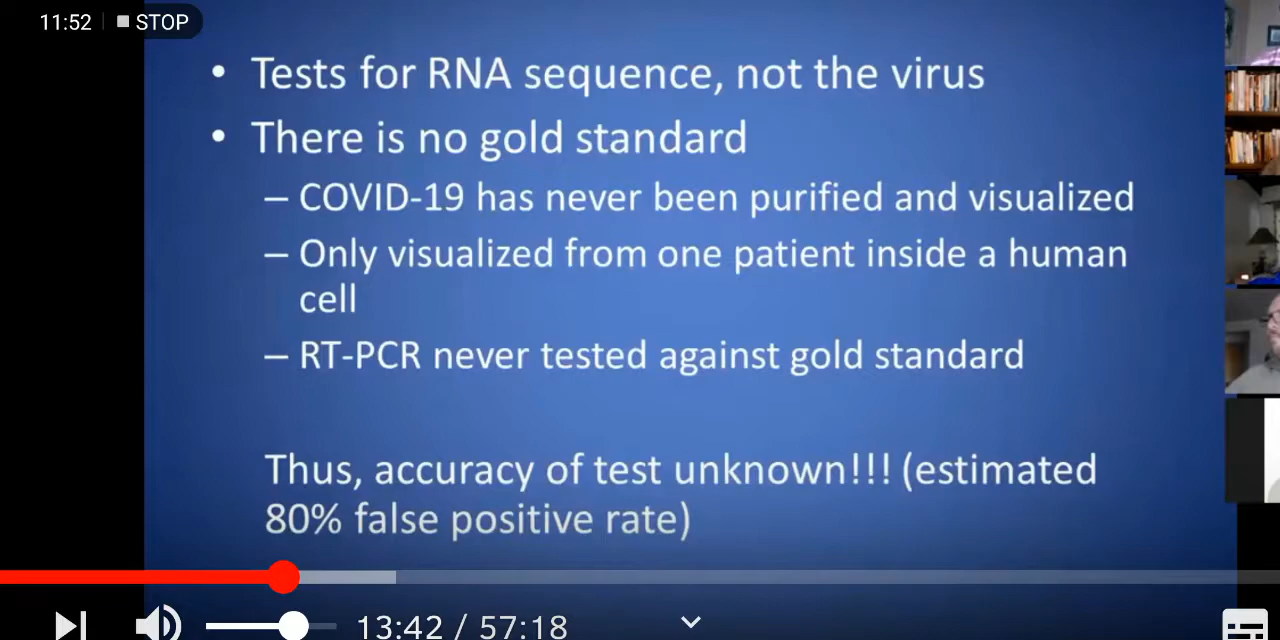 11:52 STOP
• Tests for RNA sequence, not the virus
• There is no gold standard
– COVID-19 has never been purified and visualized
– Only visualized from one patient inside a human
cell
– RT-PCR never tested against gold standard
Thus, accuracy of test unknown!!! (estimated
80% false positive rate)
13:42 / 57:18